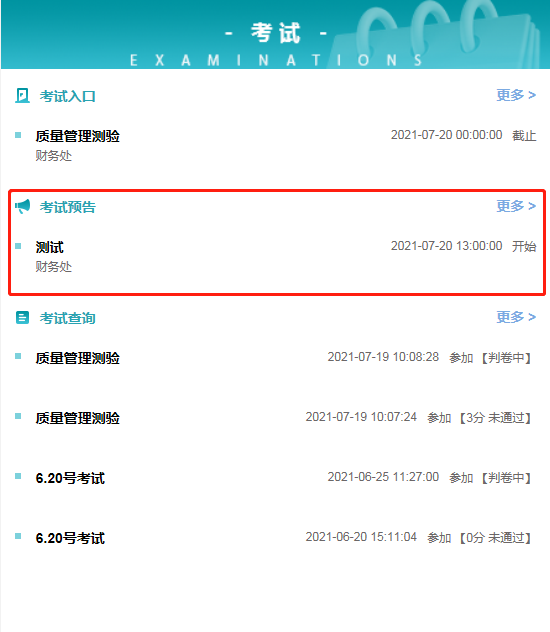 - 考试 -
EXAMINATIONS
考试入口 更多 >
质量管理测验 2021-07-20 00:00:00 截止
财务处
考试预告 更多 >
测试 2021-07-20 13:00:00 开始
财务处
考试查询 更多 >
质量管理测验 2021-07-19 10:08:28 参加 【判卷中】
质量管理测验 2021-07-19 10:07:24 参加 【3分 未通过】
6.20号考试 2021-06-25 11:27:00 参加 【判卷中】
6.20号考试 2021-06-20 15:11:04 参加 【0分 未通过】